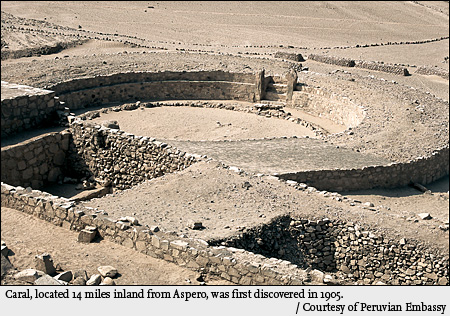 Caral, located 14 miles inland from Aspero, was first discovered in 1905.
/ Courtesy of Peruvian Embassy